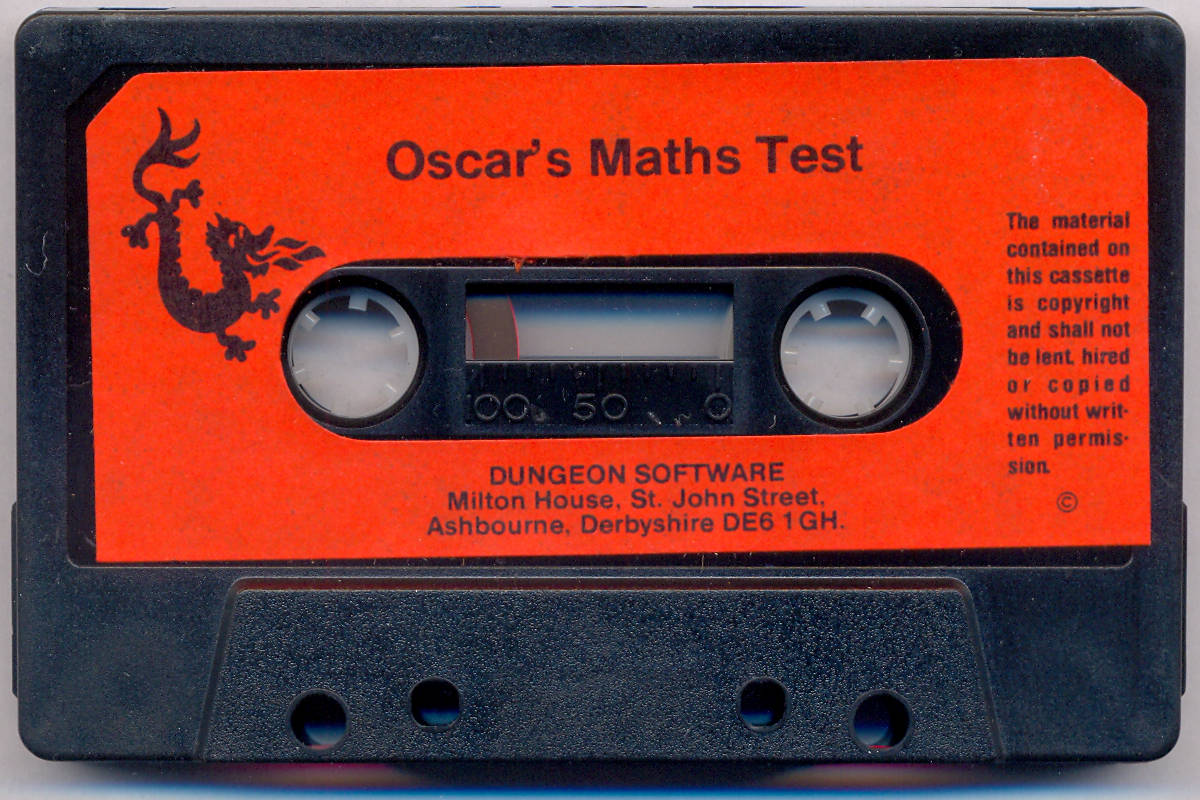 Oscar's Maths Test
The material
contained on
this cassette
is copyright
and shall not
be lent, hired
or copied
without writ-
ten permis-
sion.
©
100 50 0
DUNGEON SOFTWARE
Milton House, St. John Street,
Ashbourne, Derbyshire DE6 1GH.